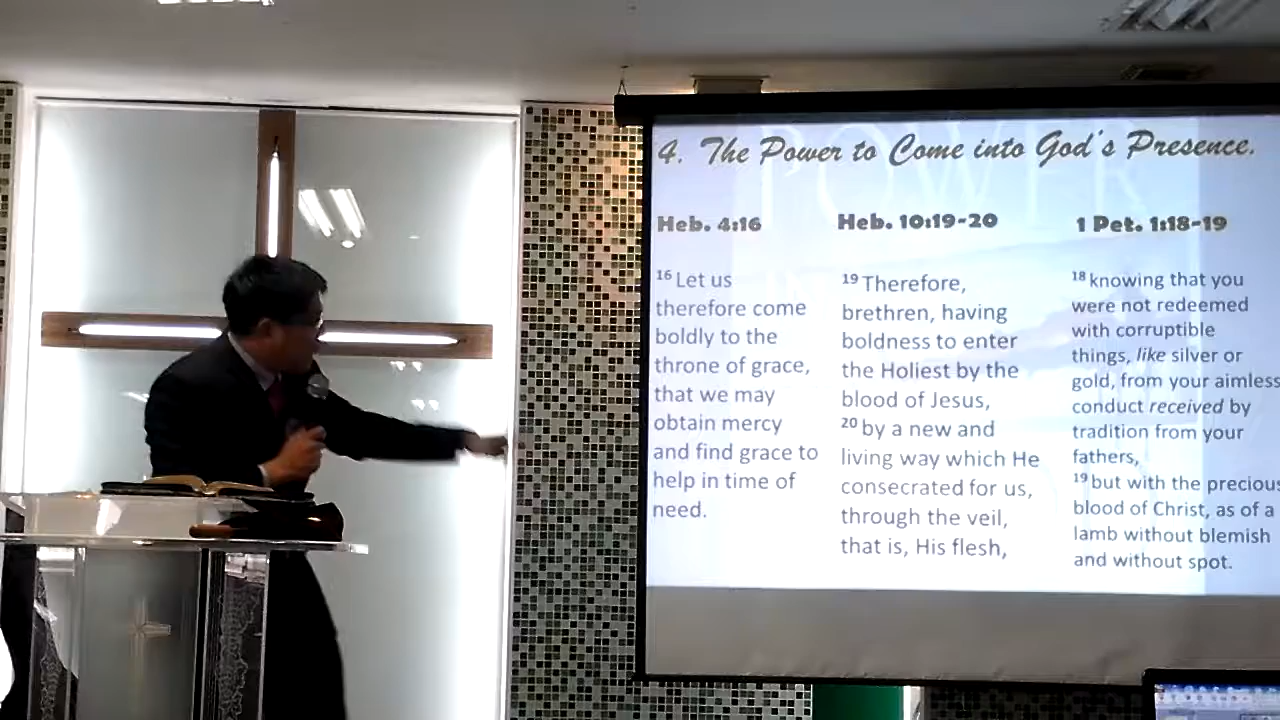 4. The Power to Come into God's Presence.
Heb. 4:16
16 Let us
therefore come
boldly to the
throne of grace,
that we may
obtain mercy
and find grace to
help in time of
need.
Heb. 10:19-20
19 Therefore,
brethren, having
boldness to enter
the Holiest by the
blood of Jesus,
20 by a new and
living way which He
consecrated for us,
through the veil,
that is, His flesh,
1 Pet. 1:18-19
18 knowing that you
were not redeemed
with corruptible
things, like silver or
gold, from your aimless
conduct received by
tradition from your
fathers,
19 but with the precious
blood of Christ, as of a
lamb without blemish
and without spot.
POWER
IN